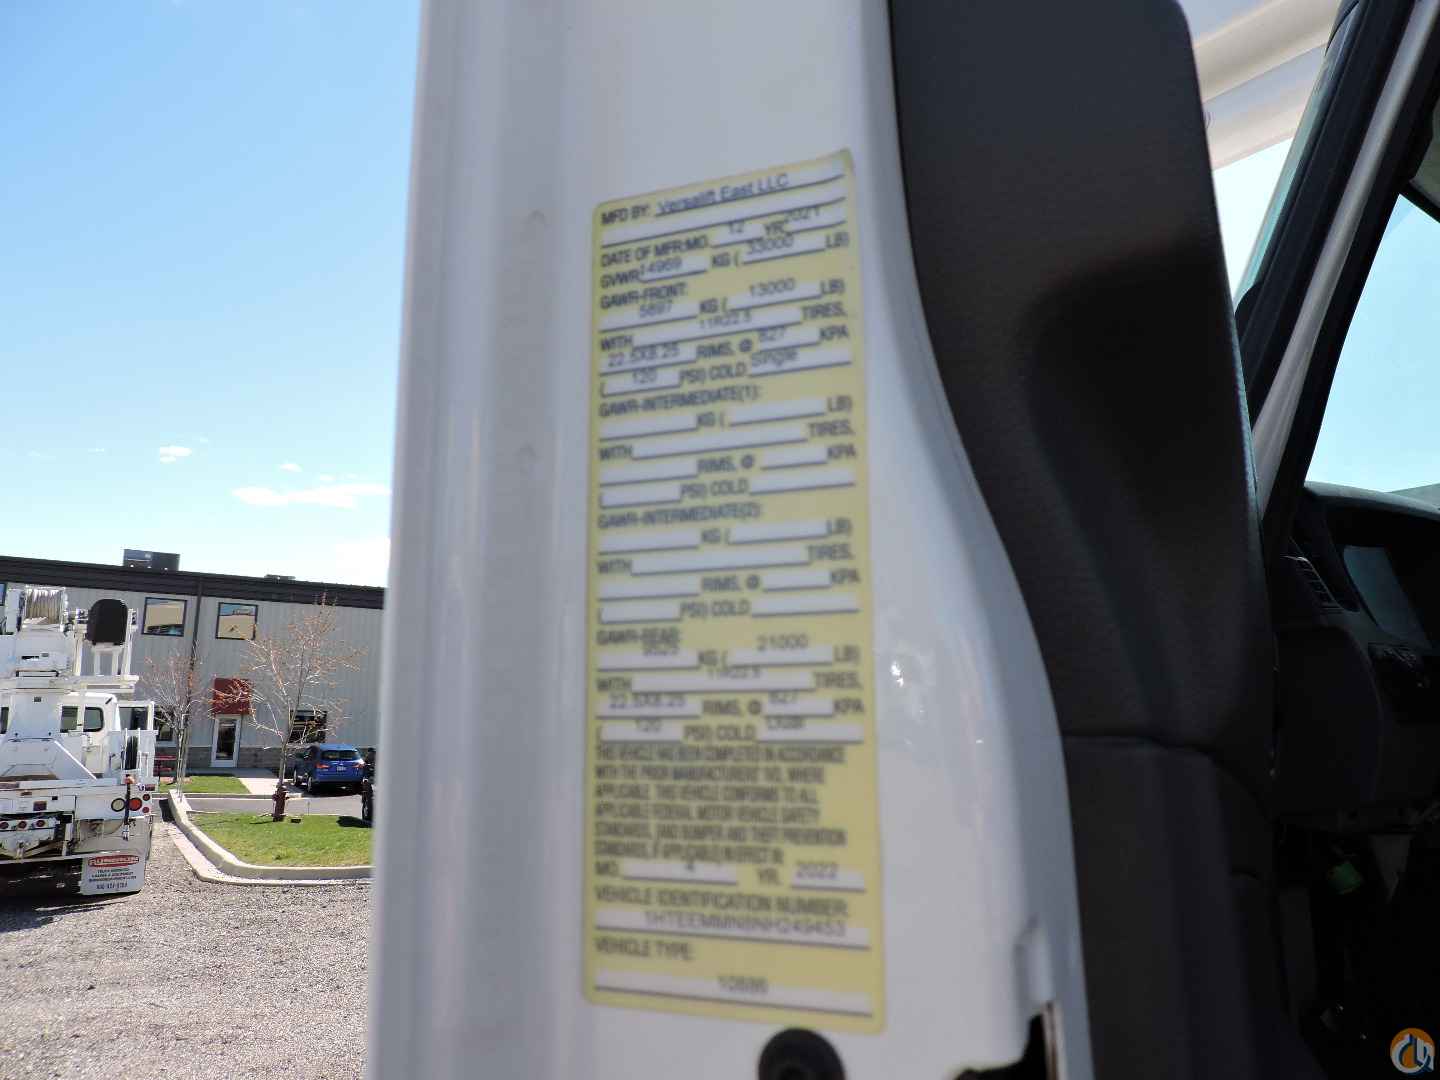 MFD BY: Versalift East LLC
DATE OF MFR:MO. 12 YR. 2021
GVWR 14969 KG ( 33000 LB)
GAWR-FRONT:
5897 KG ( 13000 LB)
WITH 11R22.5 TIRES,
22.5X8.25 RIMS, @ 827 KPA
( 120 PSI) COLD Single
GAWR-INTERMEDIATE(1):
KG ( LB)
WITH TIRES,
RIMS, @ KPA
( PSI) COLD
GAWR-INTERMEDIATE(2):
KG ( LB)
WITH TIRES,
RIMS, @ KPA
( PSI) COLD
GAWR-REAR:
9525 KG ( 21000 LB)
WITH 11R22.5 TIRES,
22.5X8.25 RIMS, @ 827 KPA
( 120 PSI) COLD Dual
THIS VEHICLE HAS BEEN COMPLETED IN ACCORDANCE
WITH THE PRIOR MANUFACTURERS' IVD, WHERE
APPLICABLE. THIS VEHICLE CONFORMS TO ALL
APPLICABLE FEDERAL MOTOR VEHICLE SAFETY
STANDARDS, [AND BUMPER AND THEFT PREVENTION
STANDARDS, IF APPLICABLE] IN EFFECT IN:
MO. 4 YR. 2022
VEHICLE IDENTIFICATION NUMBER:
1HTEEMMN8NH249453
VEHICLE TYPE: